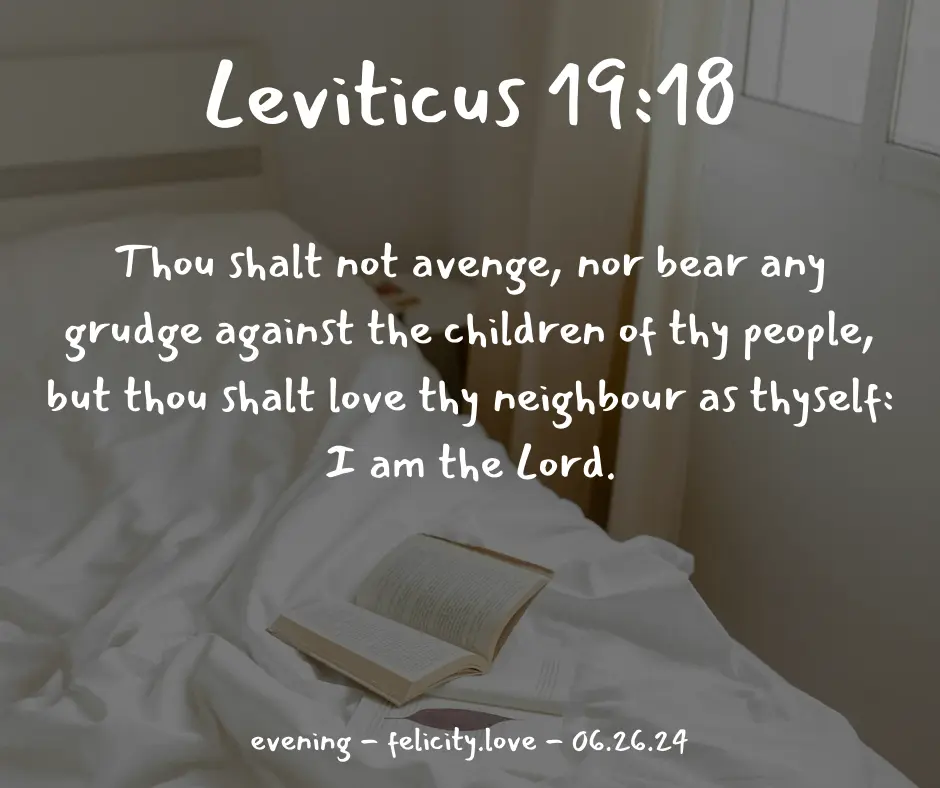 Leviticus 19:18
Thou shalt not avenge, nor bear any
grudge against the children of thy people,
but thou shalt love thy neighbour as thyself:
I am the Lord.
evening – felicity.love – 06.26.24